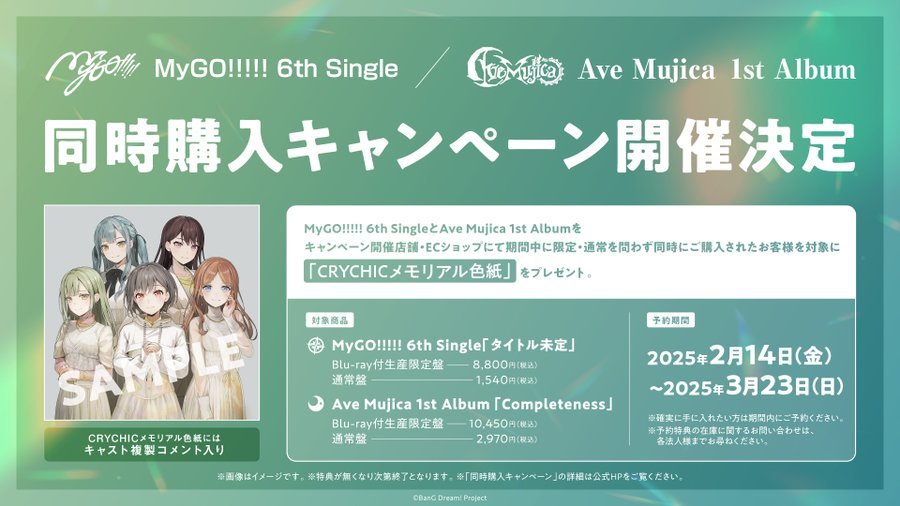 MyGO!!!!! MyGO!!!!! 6th Single / Ave Mujica Ave Mujica 1st Album
同時購入キャンペーン開催決定
MyGO!!!!! 6th SingleとAve Mujica 1st Albumを
キャンペーン開催店舗・ECショップにて期間中に限定・通常を問わず同時にご購入されたお客様を対象に
「CRYCHICメモリアル色紙」をプレゼント。
SAMPLE
CRYCHICメモリアル色紙には
キャスト複製コメント入り
対象商品
MyGO!!!!! 6th Single「タイトル未定」
Blu-ray付生産限定盤 8,800円(税込)
通常盤 1,540円(税込)
Ave Mujica 1st Album「Completeness」
Blu-ray付生産限定盤 10,450円(税込)
通常盤 2,970円(税込)
予約期間
2025年2月14日(金)
～2025年3月23日(日)
※確実に手に入れたい方は期間内にご予約ください。
※予約特典の在庫に関するお問い合わせは、
各法人様までお尋ねください。
※画像はイメージです。※特典が無くなり次第終了となります。※「同時購入キャンペーン」の詳細は公式HPをご覧ください。
©BanG Dream! Project